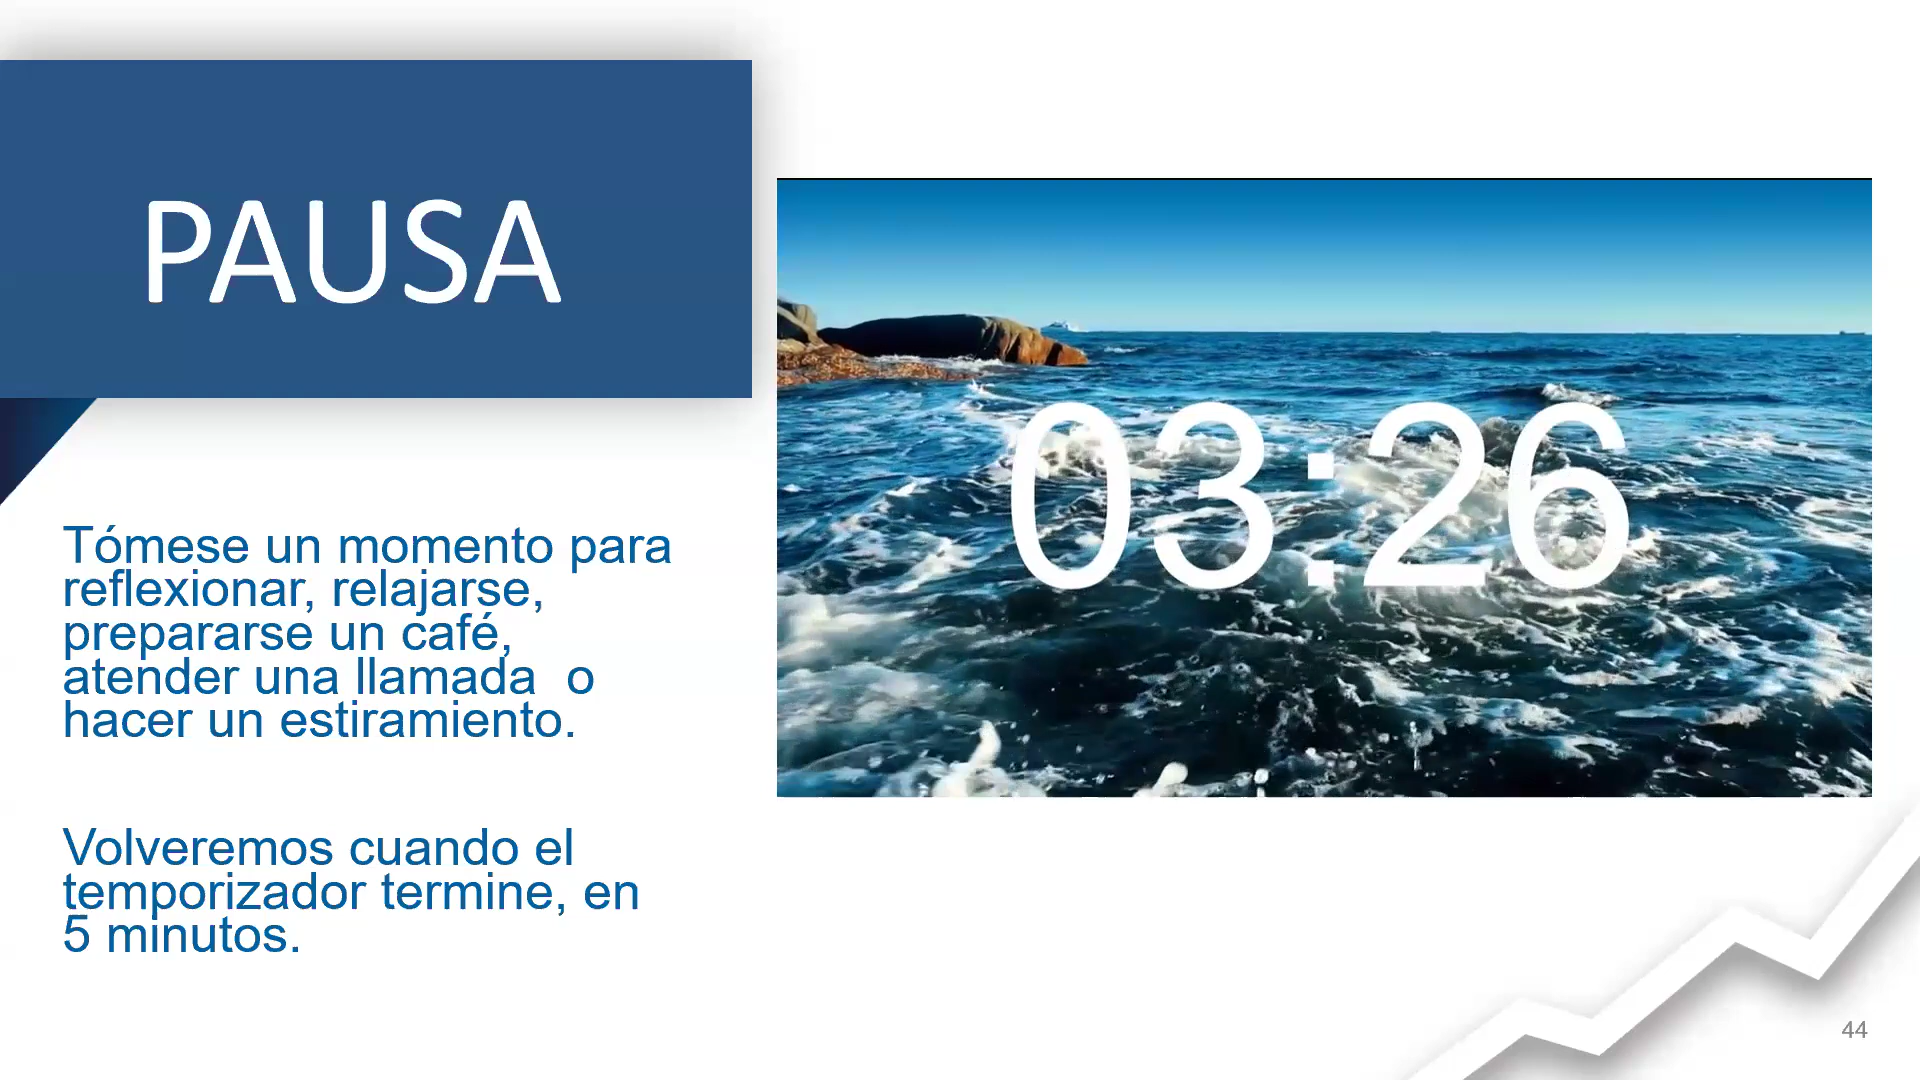 PAUSA
Tómese un momento para
reflexionar, relajarse,
prepararse un café,
atender una llamada  o
hacer un estiramiento.
Volveremos cuando el
temporizador termine, en
5 minutos.
03:26
44